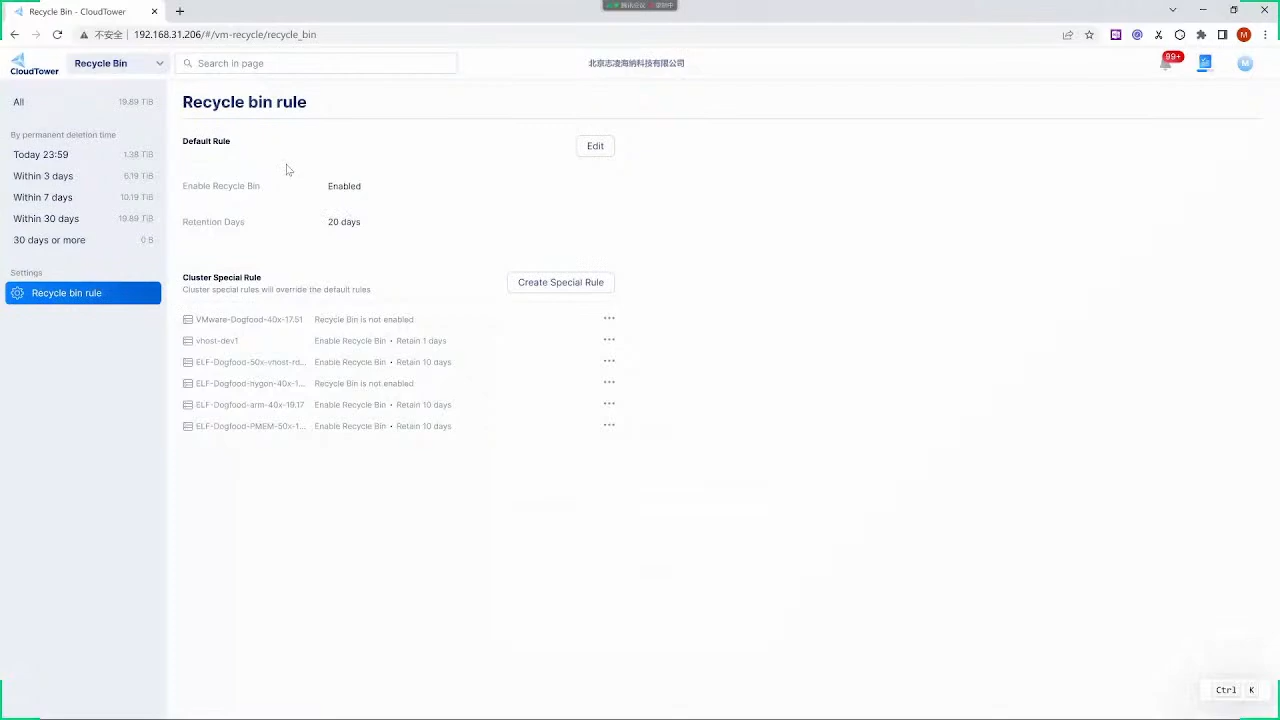 Recycle Bin - CloudTower
不安全
192.168.31.206/#/vm-recycle/recycle_bin
M
CloudTower
Recycle Bin
Search in page
北京志凌海纳科技有限公司
99+
M
All 19.89 TiB
By permanent deletion time
Today 23:59 1.38 TiB
Within 3 days 6.19 TiB
Within 7 days 10.19 TiB
Within 30 days 19.89 TiB
30 days or more 0 B
Settings
Recycle bin rule
Recycle bin rule
Default Rule
Edit
Enable Recycle Bin Enabled
Retention Days 20 days
Cluster Special Rule
Cluster special rules will override the default rules
Create Special Rule
VMware-Dogfood-40x-17.51 Recycle Bin is not enabled
vhost-dev1 Enable Recycle Bin • Retain 1 days
ELF-Dogfood-50x-vhost-rd... Enable Recycle Bin • Retain 10 days
ELF-Dogfood-hygon-40x-1... Recycle Bin is not enabled
ELF-Dogfood-arm-40x-19.17 Enable Recycle Bin • Retain 10 days
ELF-Dogfood-PMEM-50x-1... Enable Recycle Bin • Retain 10 days
Ctrl K